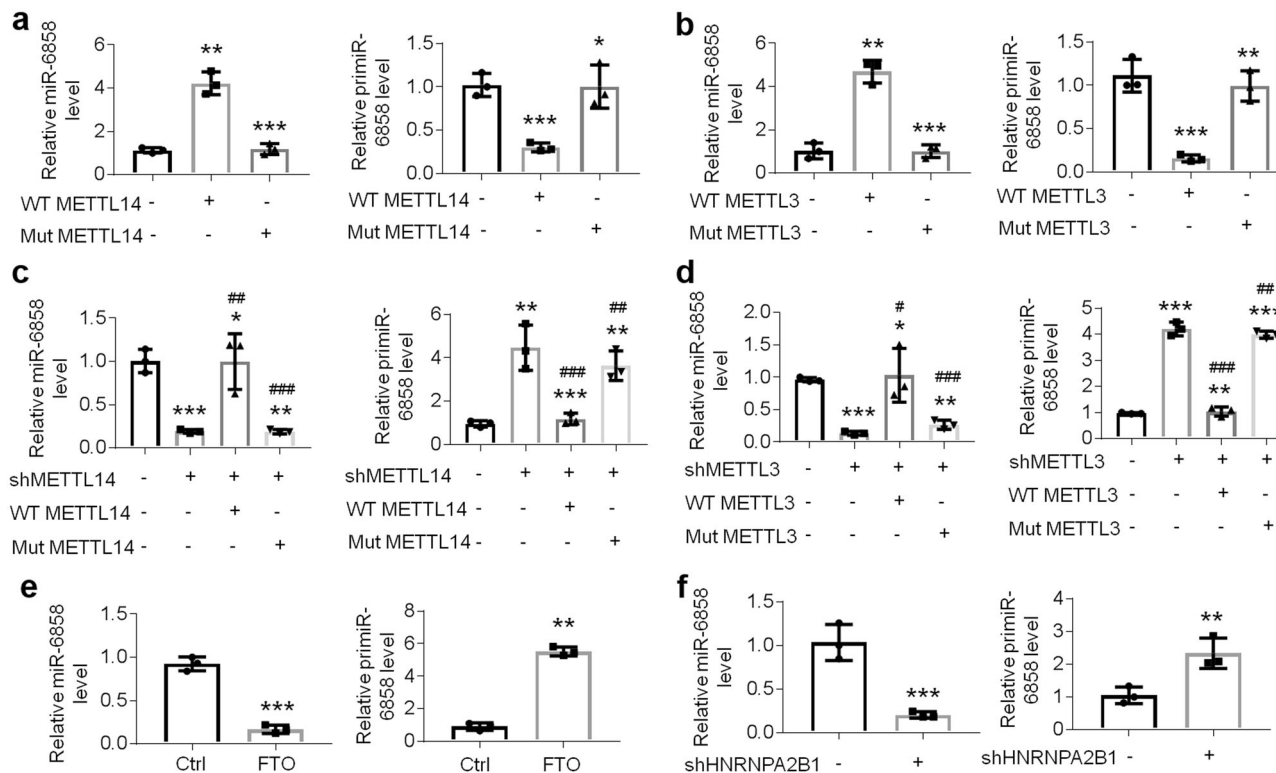 a
Relative miR-6858
level
6
4
2
0
**
***
WT METTL14 - + -
Mut METTL14 - - +
Relative primiR-
6858 level
1.5
1.0
0.5
0.0
***
*
WT METTL14 - + -
Mut METTL14 - - +
b
Relative miR-6858
level
6
4
2
0
**
***
WT METTL3 - + -
Mut METTL3 - - +
Relative primiR-
6858 level
1.5
1.0
0.5
0.0
***
**
WT METTL3 - + -
Mut METTL3 - - +
c
Relative miR-6858
level
1.5
1.0
0.5
0.0
***
##
*
###
**
shMETTL14 - + + +
WT METTL14 - - + -
Mut METTL14 - - - +
Relative primiR-
6858 level
8
6
4
2
0
**
###
***
##
**
shMETTL14 - + + +
WT METTL14 - - + -
Mut METTL14 - - - +
d
Relative miR-6858
level
2.0
1.5
1.0
0.5
0.0
***
#
*
###
**
shMETTL3 - + + +
WT METTL3 - - + -
Mut METTL3 - - - +
Relative primiR-
6858 level
5
4
3
2
1
0
***
###
**
##
***
shMETTL3 - + + +
WT METTL3 - - + -
Mut METTL3 - - - +
e
Relative miR-6858
level
1.5
1.0
0.5
0.0
***
Ctrl FTO
Relative primiR-
6858 level
8
6
4
2
0
**
Ctrl FTO
f
Relative miR-6858
level
1.5
1.0
0.5
0.0
***
shHNRNPA2B1 - +
Relative primiR-
6858 level
4
3
2
1
0
**
shHNRNPA2B1 - +